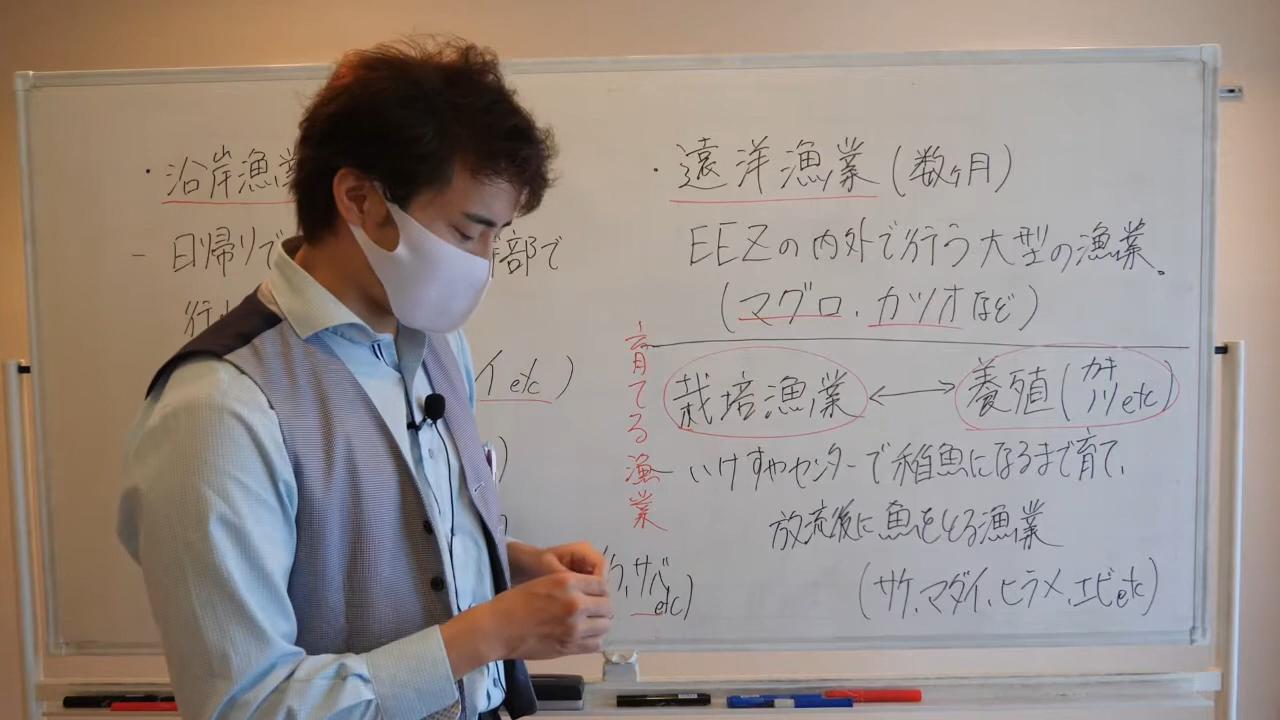 ・沿岸漁業
- 日帰りで 部で
行
イ etc)
)
)
サバ etc)
・遠洋漁業(数ヶ月)
EEZの内外で行う大型の漁業。
(マグロ、カツオなど)
育てる漁業
栽培漁業 ↔ 養殖(カキ ノリ etc)
いけすやセンターで稚魚になるまで育て、
放流後に魚をとる漁業
(サケ、マダイ、ヒラメ、エビetc)